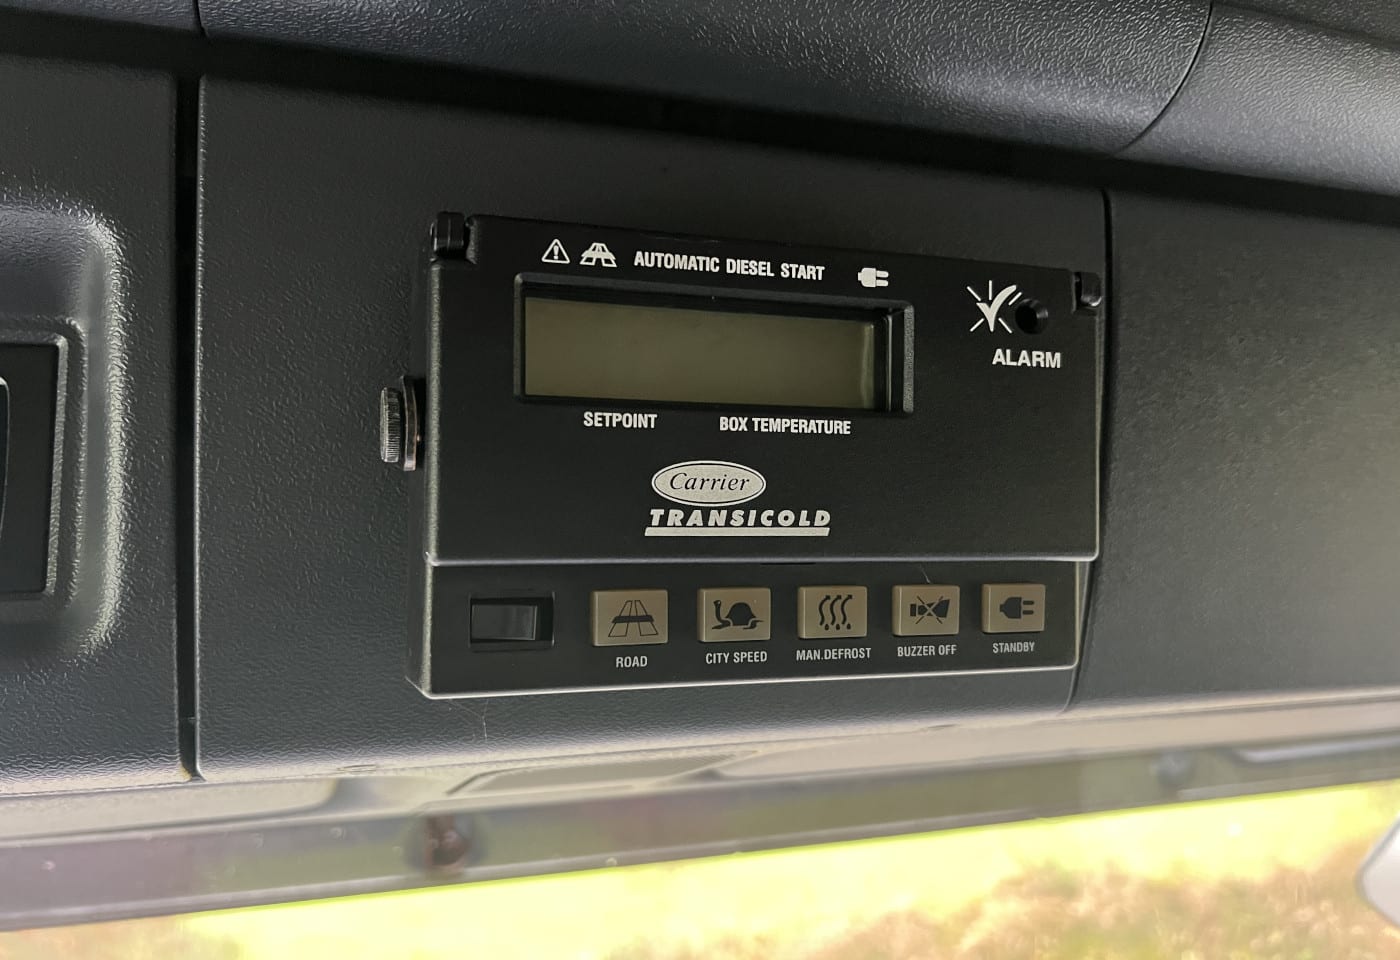 AUTOMATIC DIESEL START
ALARM
SETPOINT
BOX TEMPERATURE
Carrier
TRANSICOLD
ROAD
CITY SPEED
MAN.DEFROST
BUZZER OFF
STANDBY